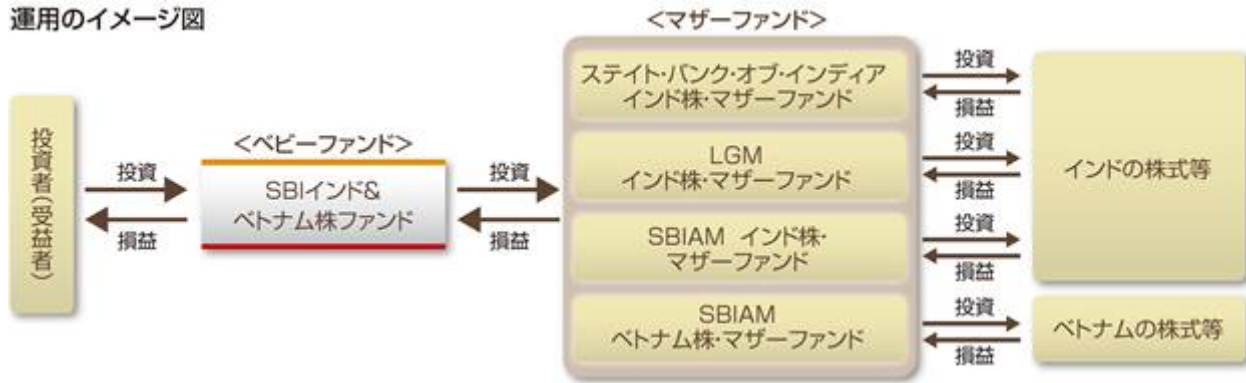 運用のイメージ図
投資者(受益者)
投資
損益
<ベビーファンド>
SBIインド&
ベトナム株ファンド
投資
損益
<マザーファンド>
ステイト・バンク・オブ・インディア
インド株・マザーファンド
投資
損益
LGM
インド株・マザーファンド
投資
損益
SBIAM インド株・
マザーファンド
投資
損益
SBIAM
ベトナム株・マザーファンド
投資
損益
インドの株式等
ベトナムの株式等